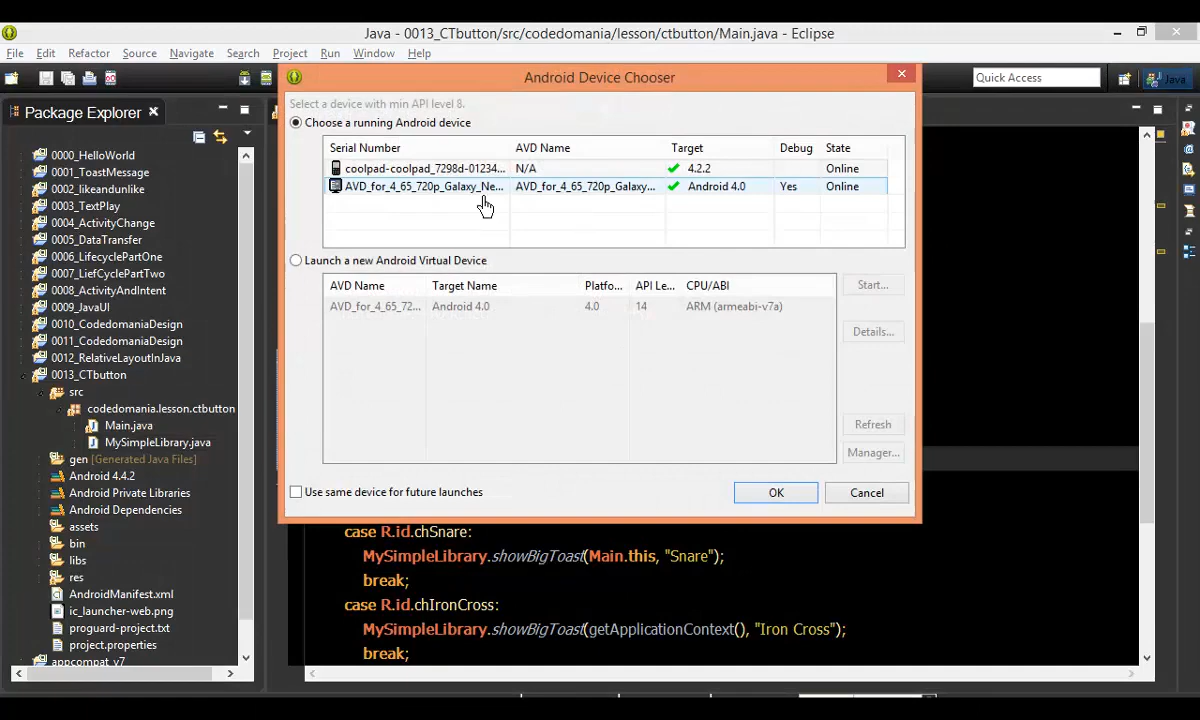 Java - 0013_CTbutton/src/codedomania/lesson/ctbutton/Main.java - Eclipse
File Edit Refactor Source Navigate Search Project Run Window Help
Quick Access
Java
Package Explorer
0000_HelloWorld
0001_ToastMessage
0002_likeandunlike
0003_TextPlay
0004_ActivityChange
0005_DataTransfer
0006_LifecyclePartOne
0007_LiefCyclePartTwo
0008_ActivityAndIntent
0009_JavaUI
0010_CodedomaniaDesign
0011_CodedomaniaDesign
0012_RelativeLayoutInJava
0013_CTbutton
src
codedomania.lesson.ctbutton
Main.java
MySimpleLibrary.java
gen [Generated Java Files]
Android 4.4.2
Android Private Libraries
Android Dependencies
assets
bin
libs
res
AndroidManifest.xml
ic_launcher-web.png
proguard-project.txt
project.properties
appcompat_v7
Android Device Chooser
Select a device with min API level 8.
Choose a running Android device
Serial Number AVD Name Target Debug State
coolpad-coolpad_7298d-01234... N/A 4.2.2 Online
AVD_for_4_65_720p_Galaxy_Ne... AVD_for_4_65_720p_Galaxy... Android 4.0 Yes Online
Launch a new Android Virtual Device
AVD Name Target Name Platfo... API Le... CPU/ABI
AVD_for_4_65_72... Android 4.0 4.0 14 ARM (armeabi-v7a)
Start...
Details...
Refresh
Manager...
Use same device for future launches
OK Cancel
case R.id.chSnare:
MySimpleLibrary.showBigToast(Main.this, "Snare");
break;
case R.id.chIronCross:
MySimpleLibrary.showBigToast(getApplicationContext(), "Iron Cross");
break;